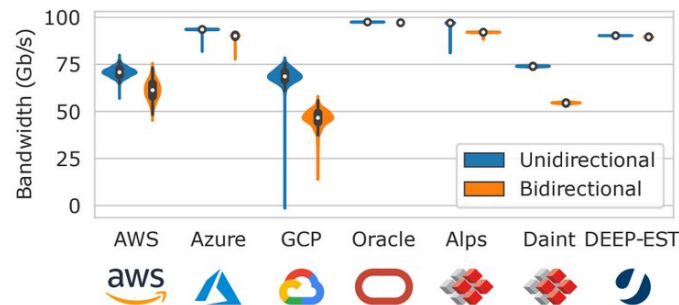 Bandwidth (Gb/s)
100
75
50
25
0
Unidirectional
Bidirectional
AWS Azure GCP Oracle Alps Daint DEEP-EST
aws